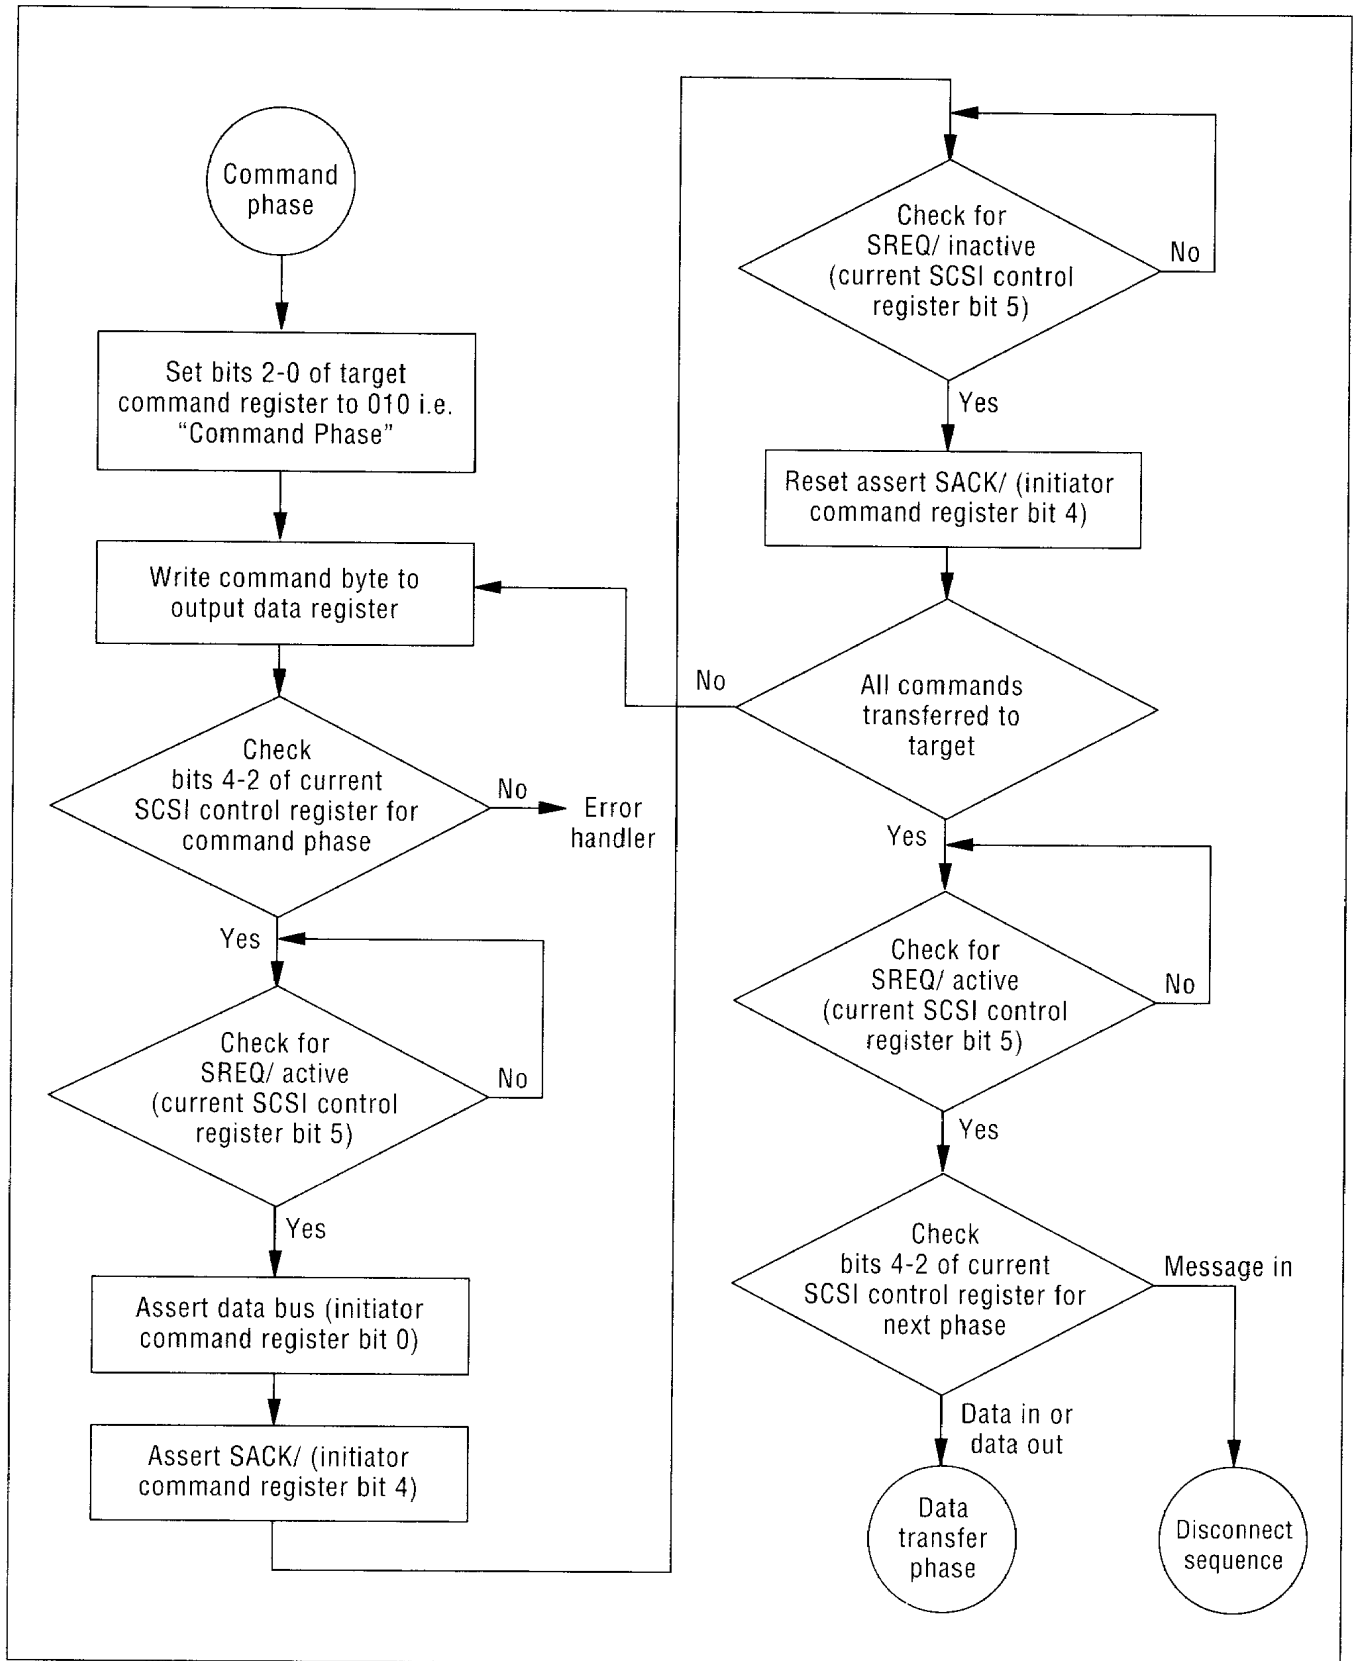 Command
phase
Set bits 2-0 of target
command register to 010 i.e.
“Command Phase”
Write command byte to
output data register
Check
bits 4-2 of current
SCSI control register for
command phase
No
Error
handler
Yes
Check for
SREQ/ active
(current SCSI control
register bit 5)
No
Yes
Assert data bus (initiator
command register bit 0)
Assert SACK/ (initiator
command register bit 4)
Check for
SREQ/ inactive
(current SCSI control
register bit 5)
No
Yes
Reset assert SACK/ (initiator
command register bit 4)
All commands
transferred to
target
No
Yes
Check for
SREQ/ active
(current SCSI control
register bit 5)
No
Yes
Check
bits 4-2 of current
SCSI control register for
next phase
Message in
Data in or
data out
Data
transfer
phase
Disconnect
sequence